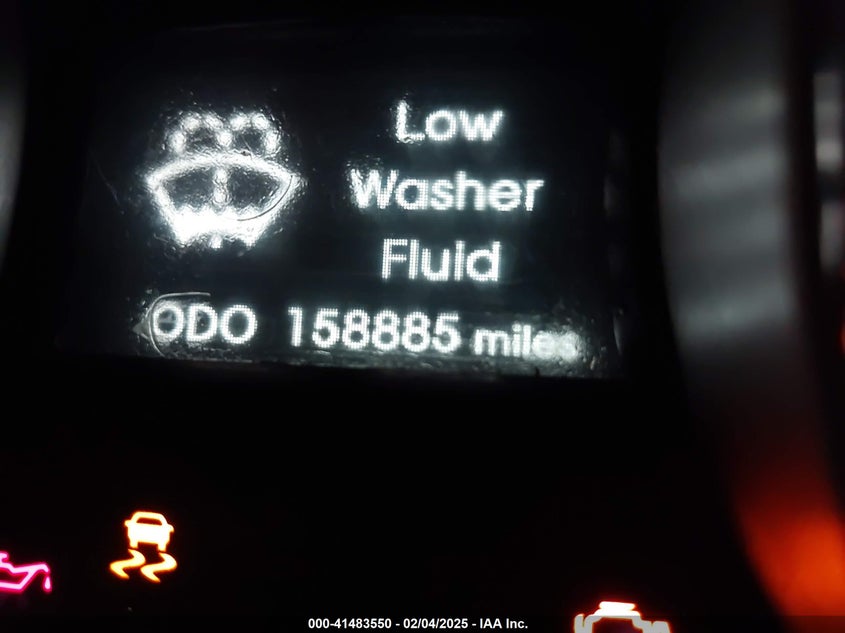 Low
Washer
Fluid
ODO 158885 miles
000-41483550 - 02/04/2025 - IAA Inc.